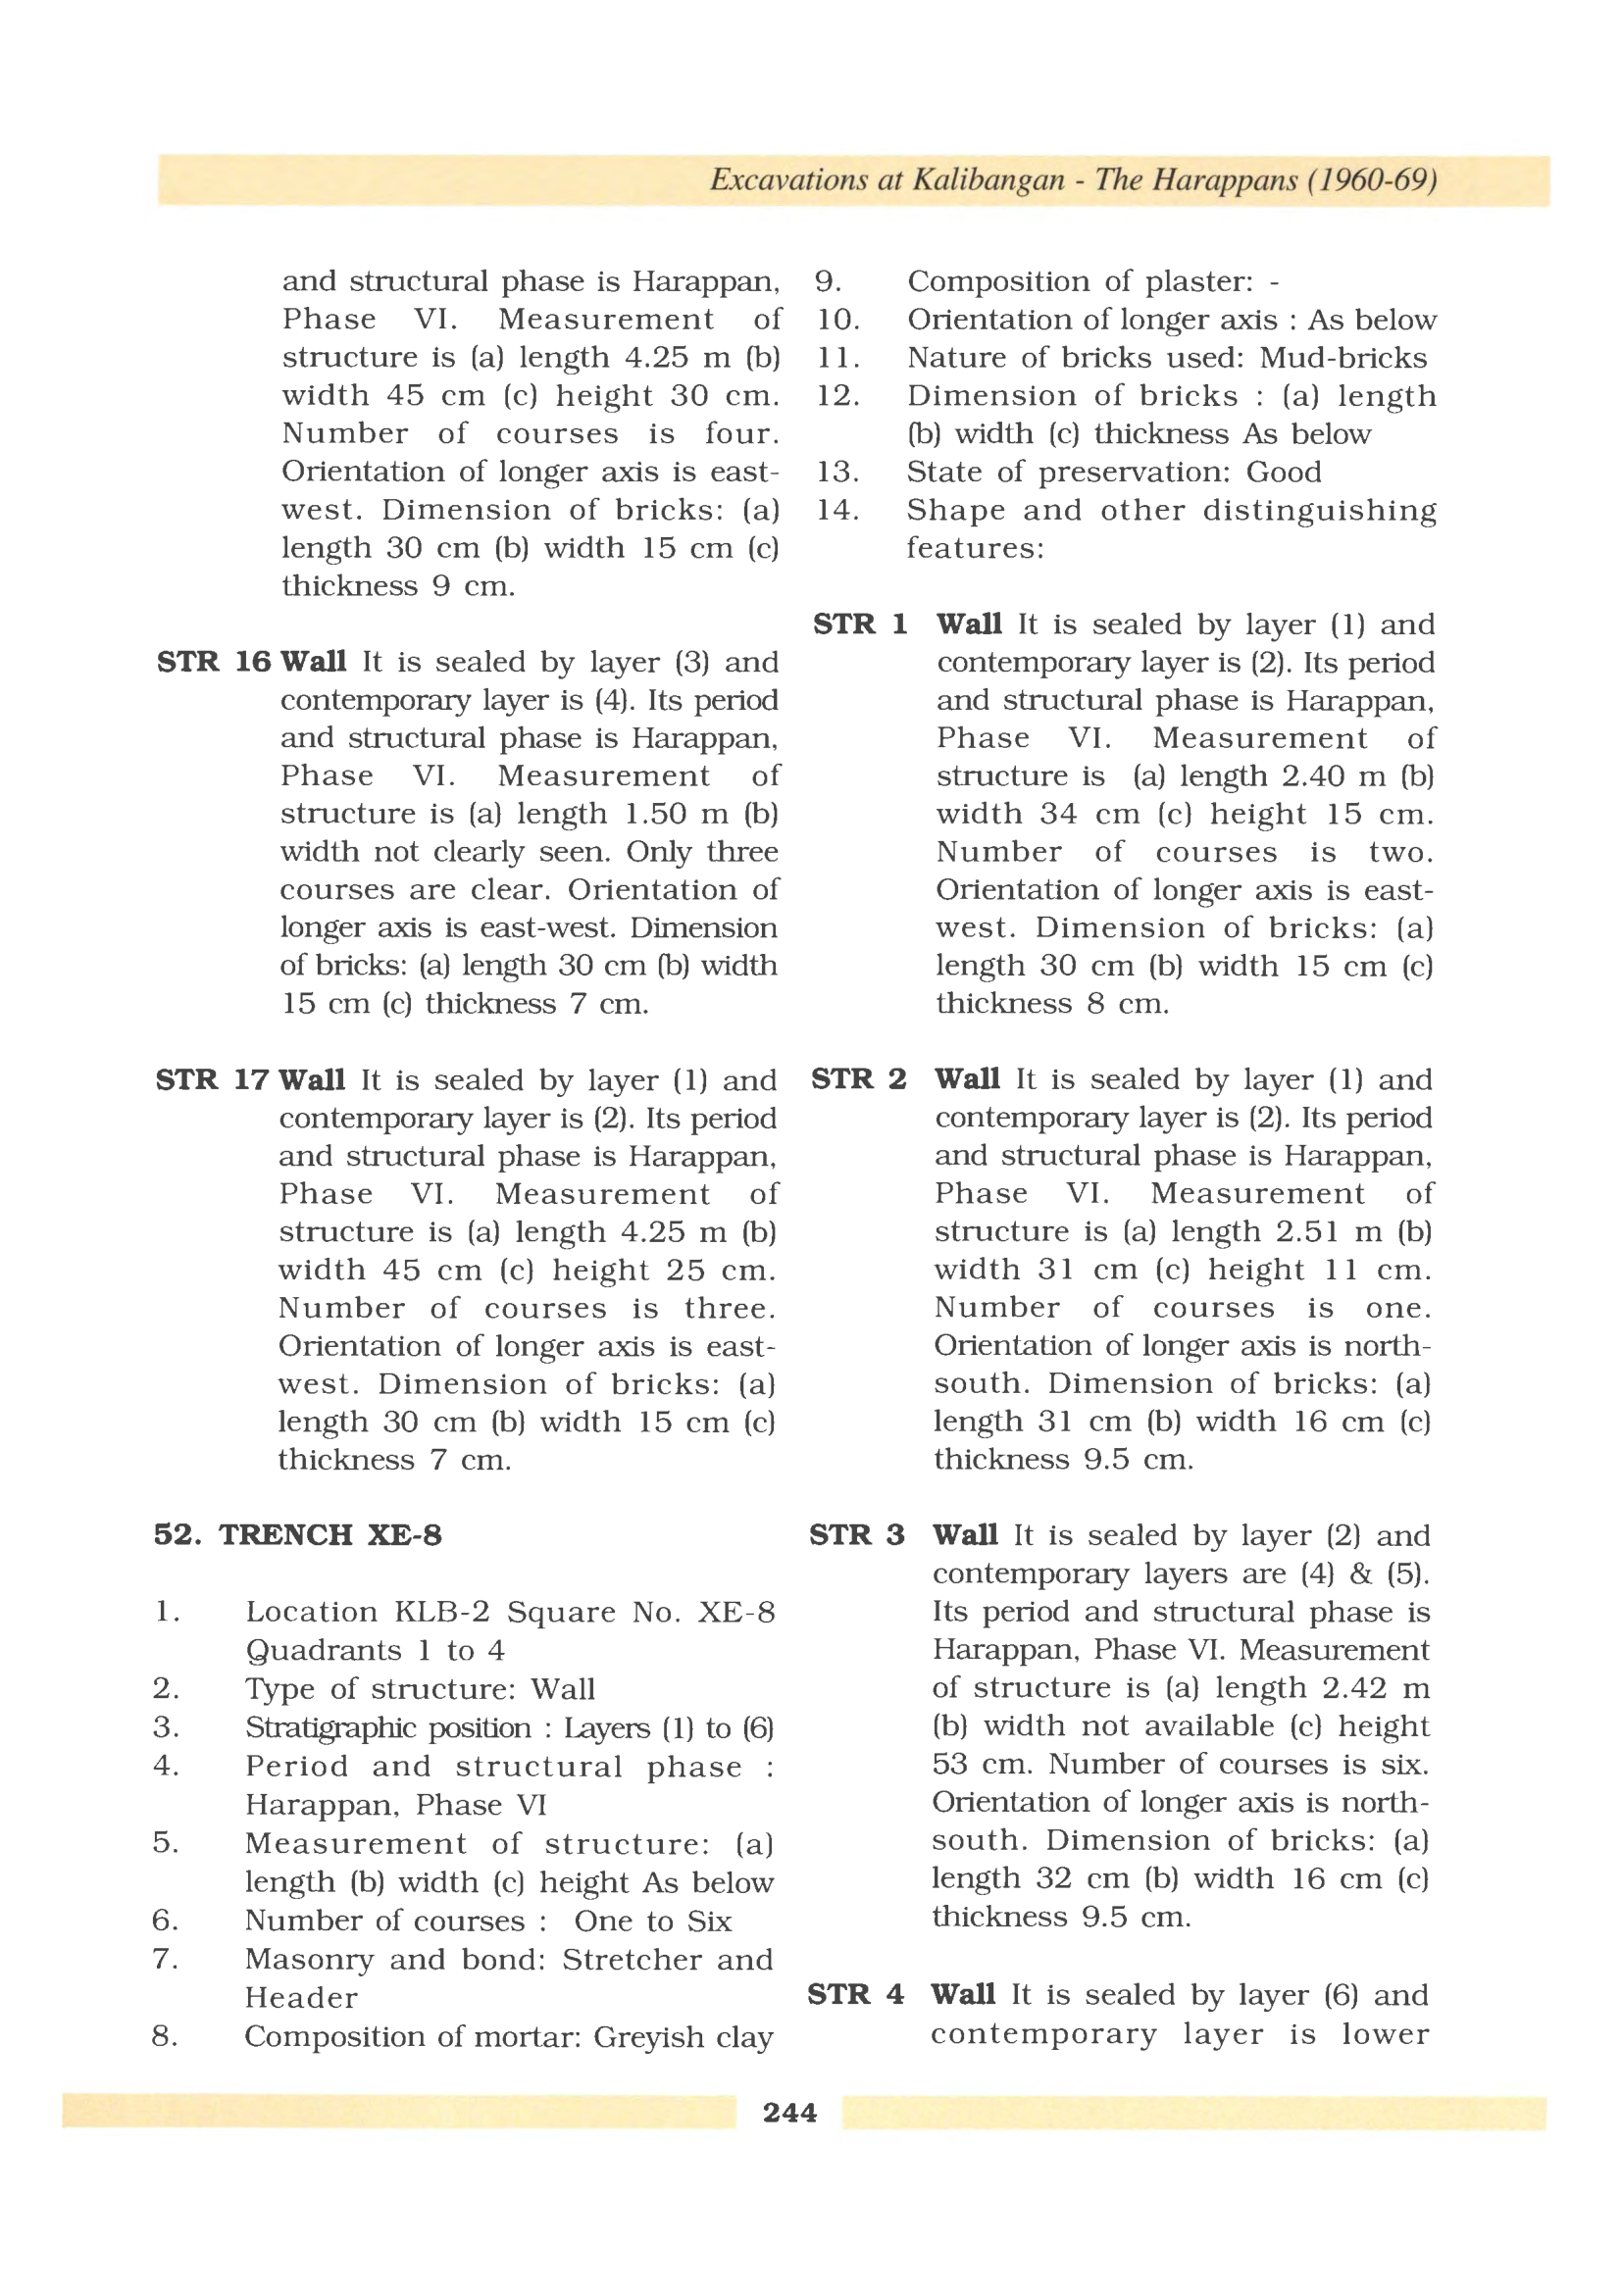 Excavations at Kalibangan - The Harappans (1960-69)
and structural phase is Harappan,
Phase VI. Measurement of
structure is (a) length 4.25 m (b)
width 45 cm (c) height 30 cm.
Number of courses is four.
Orientation of longer axis is east-
west. Dimension of bricks: (a)
length 30 cm (b) width 15 cm (c)
thickness 9 cm.
STR 16 Wall It is sealed by layer (3) and
contemporary layer is (4). Its period
and structural phase is Harappan,
Phase VI. Measurement of
structure is (a) length 1.50 m (b)
width not clearly seen. Only three
courses are clear. Orientation of
longer axis is east-west. Dimension
of bricks: (a) length 30 cm (b) width
15 cm (c) thickness 7 cm.
STR 17 Wall It is sealed by layer (1) and
contemporary layer is (2). Its period
and structural phase is Harappan,
Phase VI. Measurement of
structure is (a) length 4.25 m (b)
width 45 cm (c) height 25 cm.
Number of courses is three.
Orientation of longer axis is east-
west. Dimension of bricks: (a)
length 30 cm (b) width 15 cm (c)
thickness 7 cm.
52. TRENCH XE-8
1. Location KLB-2 Square No. XE-8
Quadrants 1 to 4
2. Type of structure: Wall
3. Stratigraphic position : Layers (1) to (6)
4. Period and structural phase :
Harappan, Phase VI
5. Measurement of structure: (a)
length (b) width (c) height As below
6. Number of courses : One to Six
7. Masonry and bond: Stretcher and
Header
8. Composition of mortar: Greyish clay
9. Composition of plaster: -
10. Orientation of longer axis : As below
11. Nature of bricks used: Mud-bricks
12. Dimension of bricks : (a) length
(b) width (c) thickness As below
13. State of preservation: Good
14. Shape and other distinguishing
features:
STR 1 Wall It is sealed by layer (1) and
contemporary layer is (2). Its period
and structural phase is Harappan,
Phase VI. Measurement of
structure is (a) length 2.40 m (b)
width 34 cm (c) height 15 cm.
Number of courses is two.
Orientation of longer axis is east-
west. Dimension of bricks: (a)
length 30 cm (b) width 15 cm (c)
thickness 8 cm.
STR 2 Wall It is sealed by layer (1) and
contemporary layer is (2). Its period
and structural phase is Harappan,
Phase VI. Measurement of
structure is (a) length 2.51 m (b)
width 31 cm (c) height 11 cm.
Number of courses is one.
Orientation of longer axis is north-
south. Dimension of bricks: (a)
length 31 cm (b) width 16 cm (c)
thickness 9.5 cm.
STR 3 Wall It is sealed by layer (2) and
contemporary layers are (4) & (5).
Its period and structural phase is
Harappan, Phase VI. Measurement
of structure is (a) length 2.42 m
(b) width not available (c) height
53 cm. Number of courses is six.
Orientation of longer axis is north-
south. Dimension of bricks: (a)
length 32 cm (b) width 16 cm (c)
thickness 9.5 cm.
STR 4 Wall It is sealed by layer (6) and
contemporary layer is lower
244